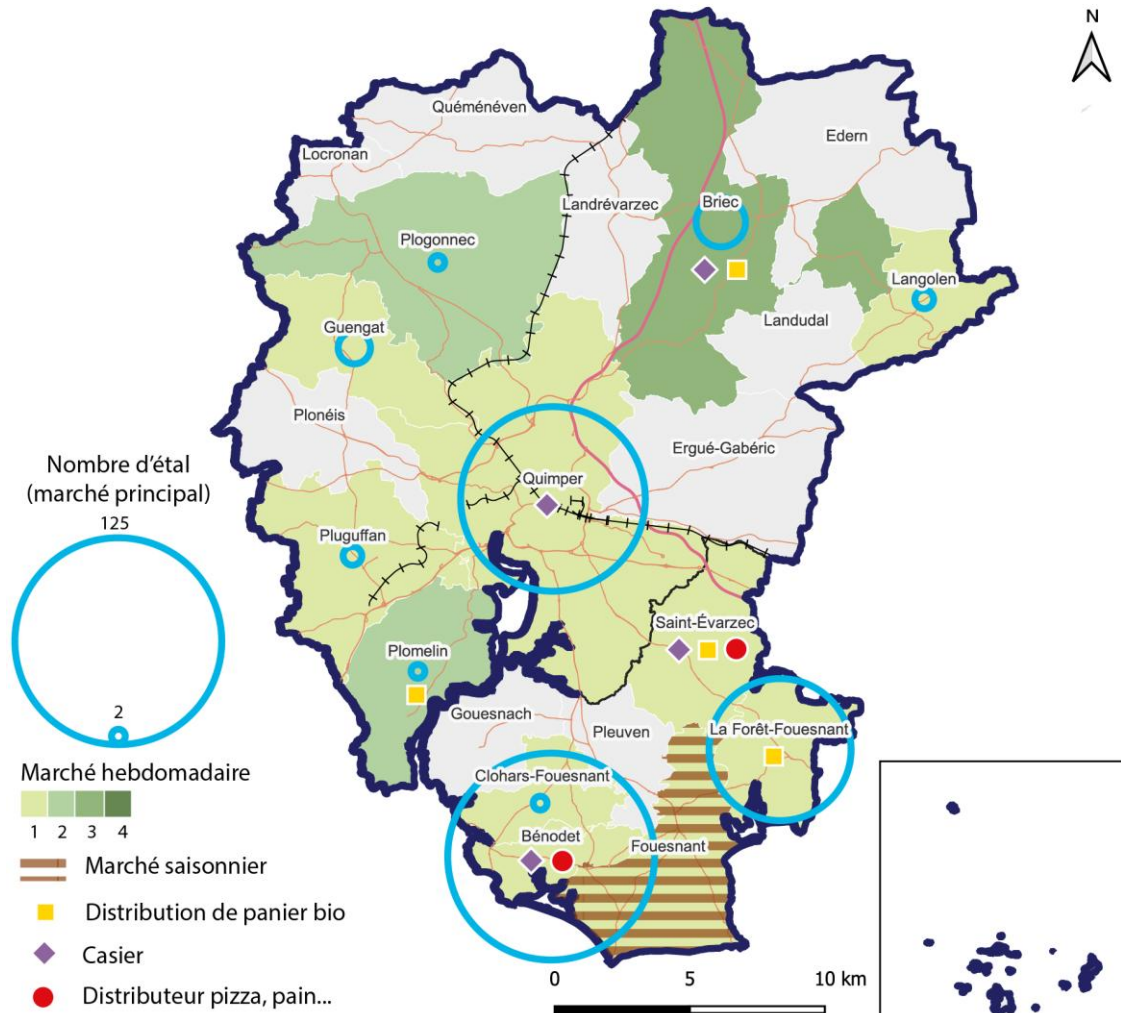 N
Quéménéven
Edern
Locronan
Landrévarzec
Briec
Plogonnec
Langolen
Landudal
Guengat
Plonéis
Ergué-Gabéric
Quimper
Pluguffan
Saint-Évarzec
Plomelin
Gouesnach
Pleuven
La Forêt-Fouesnant
Clohars-Fouesnant
Bénodet
Fouesnant
Nombre d'étal
(marché principal)
125
2
Marché hebdomadaire
1 2 3 4
Marché saisonnier
Distribution de panier bio
Casier
Distributeur pizza, pain...
0 5 10 km